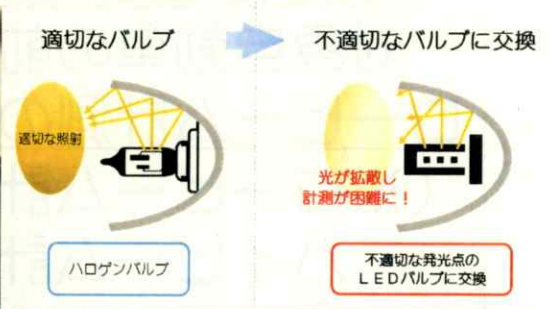 適切なバルブ
不適切なバルブに交換
適切な照射
光が拡散し
計測が困難に!
ハロゲンバルブ
不適切な発光点の
LEDバルブに交換